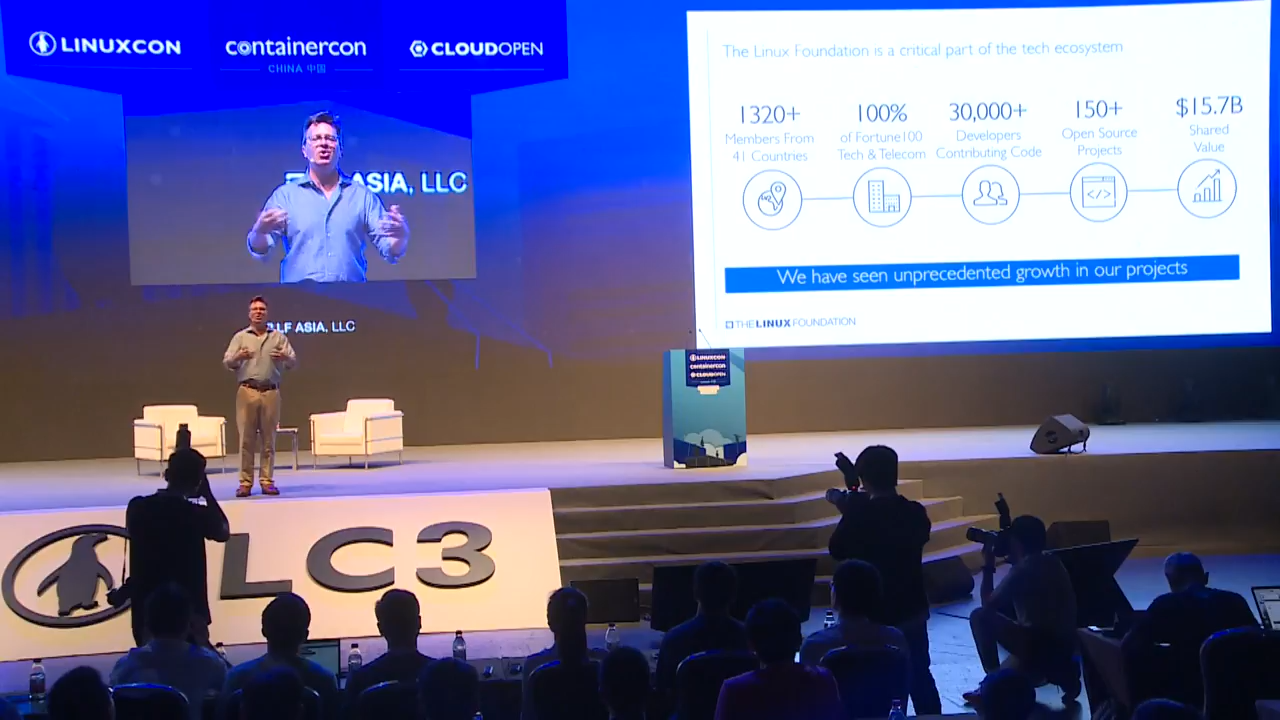 LINUXCON
containercon
CHINA 中国
CLOUDOPEN
ASIA, LLC
LF ASIA, LLC
The Linux Foundation is a critical part of the tech ecosystem
1320+
Members From
41 Countries
100%
of Fortune100
Tech & Telecom
30,000+
Developers
Contributing Code
150+
Open Source
Projects
</>
$15.7B
Shared
Value
We have seen unprecedented growth in our projects
THE LINUX FOUNDATION
LINUXCON
containercon
CLOUDOPEN
LC3